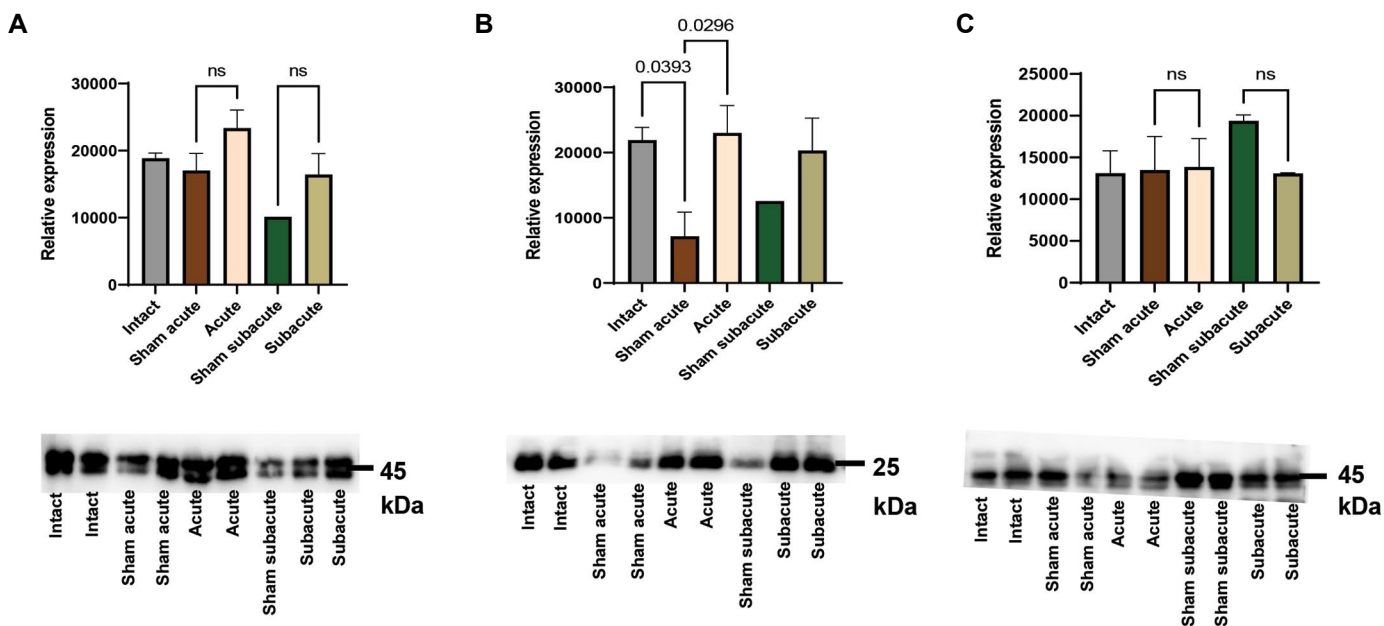 A
Relative expression
30000
20000
10000
0
ns
ns
Intact
Sham acute
Acute
Sham subacute
Subacute
45
kDa
Intact
Intact
Sham acute
Sham acute
Acute
Acute
Sham subacute
Subacute
Subacute
B
Relative expression
30000
20000
10000
0
0.0393
0.0296
Intact
Sham acute
Acute
Sham subacute
Subacute
25
kDa
Intact
Intact
Sham acute
Sham acute
Acute
Acute
Sham subacute
Subacute
Subacute
C
Relative expression
25000
20000
15000
10000
5000
0
ns
ns
Intact
Sham acute
Acute
Sham subacute
Subacute
45
kDa
Intact
Intact
Sham acute
Sham acute
Acute
Acute
Sham subacute
Sham subacute
Subacute
Subacute